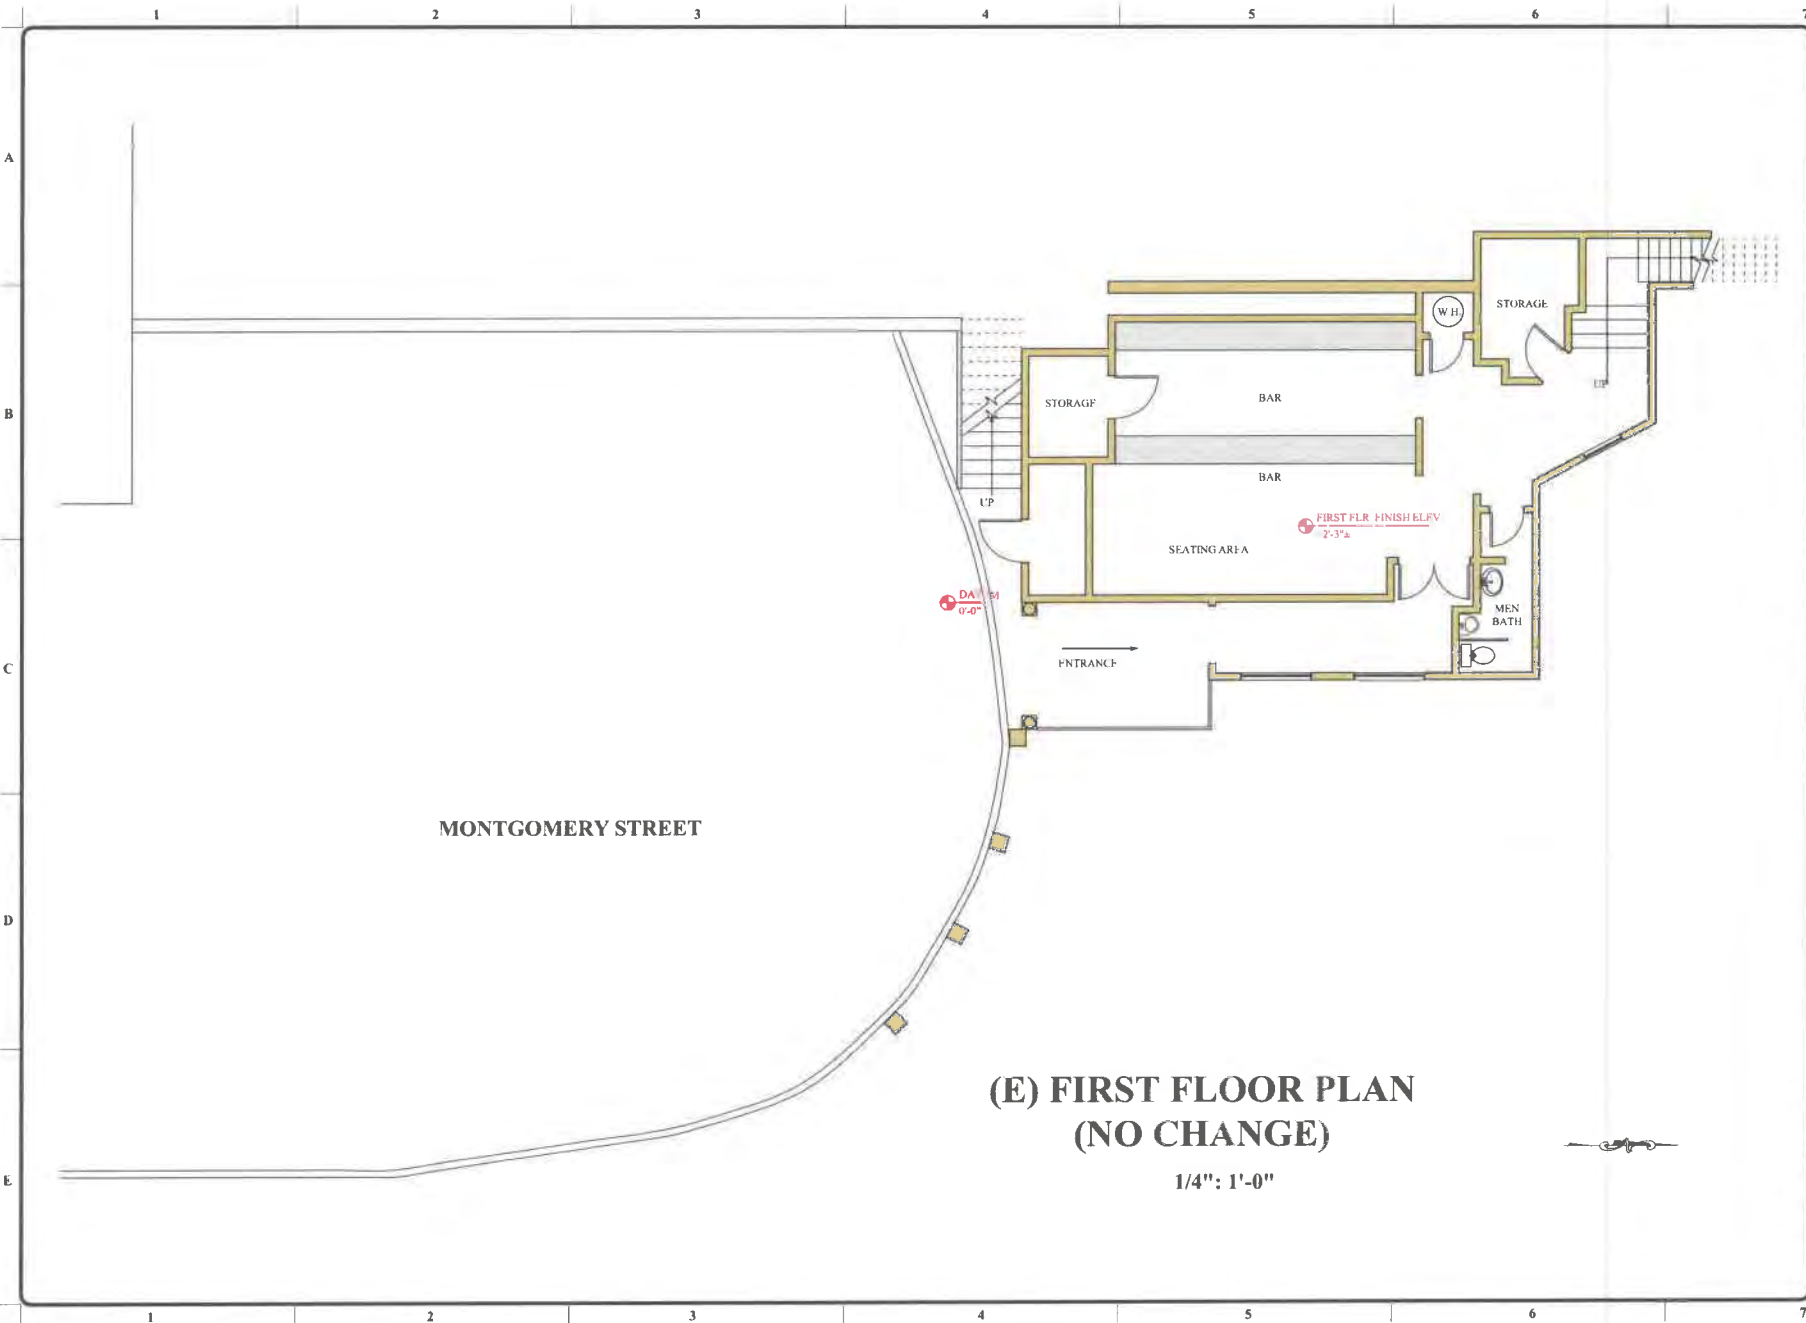 1 2 3 4 5 6 7
A
B
C
D
E
STORAGE
W H.
STORAGE
BAR
UP
BAR
UP
FIRST FLR FINISH ELEV
2'-3"±
SEATING AREA
0'-0"
MEN
BATH
ENTRANCE
MONTGOMERY STREET
(E) FIRST FLOOR PLAN
(NO CHANGE)
1/4": 1'-0"
1 2 3 4 5 6 7